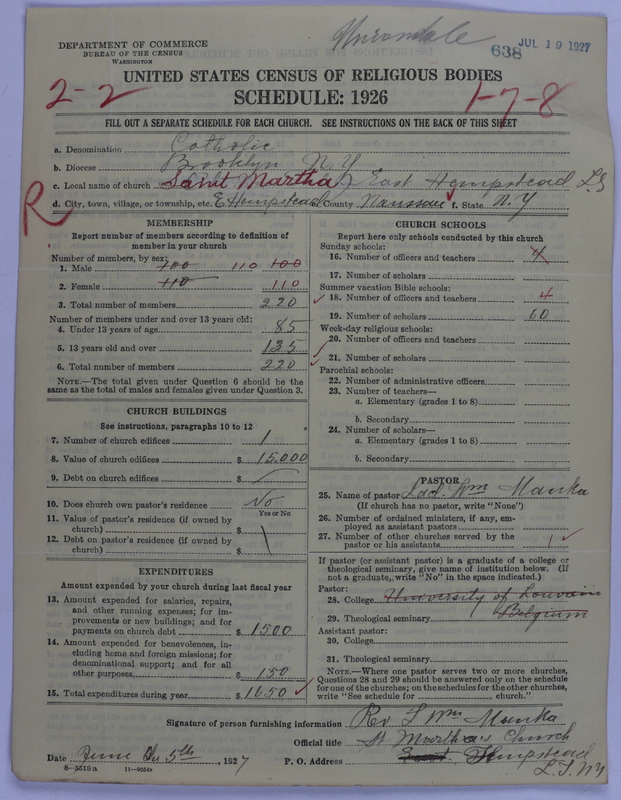 Uniondale
638 JUL 19 1927
DEPARTMENT OF COMMERCE
BUREAU OF THE CENSUS
WASHINGTON
UNITED STATES CENSUS OF RELIGIOUS BODIES
2-2 SCHEDULE: 1926 1-7-8
FILL OUT A SEPARATE SCHEDULE FOR EACH CHURCH. SEE INSTRUCTIONS ON THE BACK OF THIS SHEET
a. Denomination Catholic
b. Diocese Brooklyn N.Y
c. Local name of church Saint Martha) East Hempstead L.I
R d. City, town, village, or township, etc. E Hempstead e. County Nanssau f. State N.Y
MEMBERSHIP
Report number of members according to definition of
member in your church
Number of members, by sex:
1. Male 100 110 100
2. Female 110 110
3. Total number of members 220
Number of members under and over 13 years old:
4. Under 13 years of age 85
5. 13 years old and over 135
6. Total number of members 220
NOTE.—The total given under Question 6 should be the
same as the total of males and females given under Question 3.
CHURCH BUILDINGS
See instructions, paragraphs 10 to 12
7. Number of church edifices 1
8. Value of church edifices $ 15,000
9. Debt on church edifices $
10. Does church own pastor's residence No
Yes or No
11. Value of pastor's residence (if owned by
church) $
12. Debt on pastor's residence (if owned by
church) $
EXPENDITURES
Amount expended by your church during last fiscal year
13. Amount expended for salaries, repairs,
and other running expenses; for im-
provements or new buildings; and for
payments on church debt $ 1500
14. Amount expended for benevolences, in-
cluding home and foreign missions; for
denominational support; and for all
other purposes $ 150
15. Total expenditures during year $ 1650
CHURCH SCHOOLS
Report here only schools conducted by this church
Sunday schools:
16. Number of officers and teachers 4
17. Number of scholars
Summer vacation Bible schools:
18. Number of officers and teachers 4
19. Number of scholars 60
Week-day religious schools:
20. Number of officers and teachers
21. Number of scholars
Parochial schools:
22. Number of administrative officers
23. Number of teachers—
a. Elementary (grades 1 to 8)
b. Secondary
24. Number of scholars—
a. Elementary (grades 1 to 8)
b. Secondary
PASTOR
25. Name of pastor Wm Manka
(If church has no pastor, write "None")
26. Number of ordained ministers, if any, em-
ployed as assistant pastors
27. Number of other churches served by the
pastor or his assistants 1
If pastor (or assistant pastor) is a graduate of a college or
theological seminary, give name of institution below. (If
not a graduate, write "No" in the space indicated.)
Pastor:
28. College University of Louvain
29. Theological seminary Belgium
Assistant pastor:
30. College
31. Theological seminary
NOTE.—Where one pastor serves two or more churches,
Questions 28 and 29 should be answered only on the schedule
for one of the churches; on the schedules for the other churches,
write "See schedule for church."
Signature of person furnishing information Rev. L Wm Manka
Official title St Martha's Church
Date June 5th, 1927 P. O. Address East Hempstead
8-3518a 11-9054a L.I. N.Y